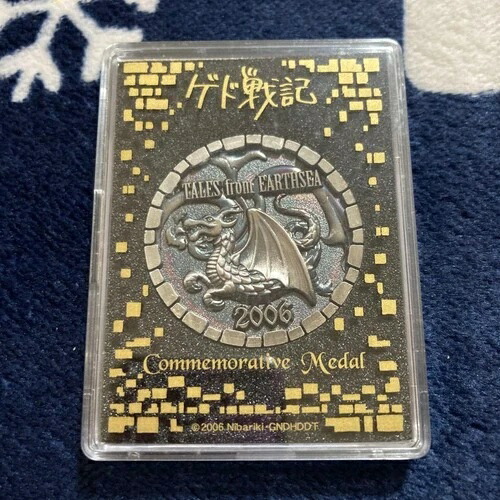 ゲド戦記
TALES from EARTHSEA
2006
Commemorative Medal
©2006 Nibariki・GNDHDDT